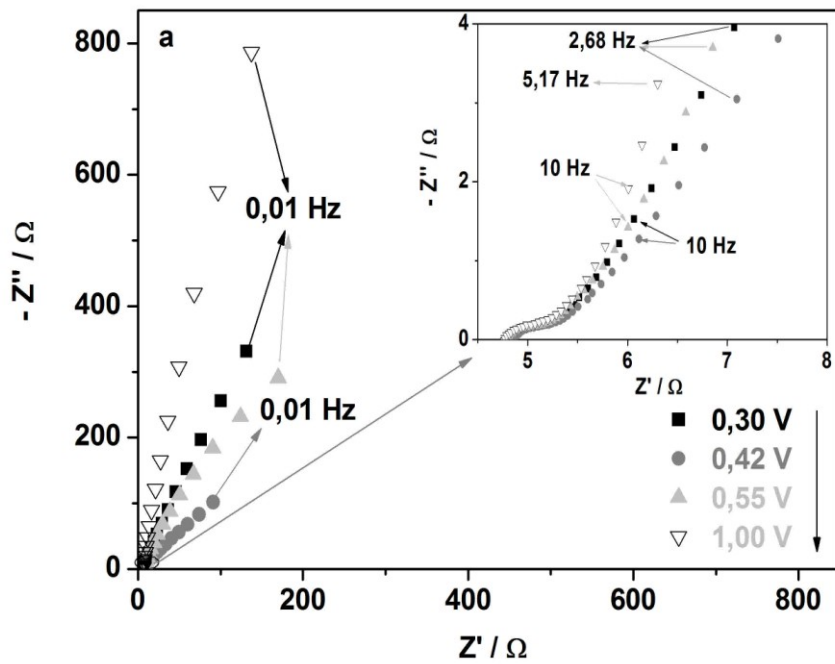 a
800
600
400
200
0
- Z'' / Ω
0 200 400 600 800
Z' / Ω
0,01 Hz
0,01 Hz
4
2
0
- Z'' / Ω
5 6 7 8
Z' / Ω
2,68 Hz
5,17 Hz
10 Hz
10 Hz
0,30 V
0,42 V
0,55 V
1,00 V